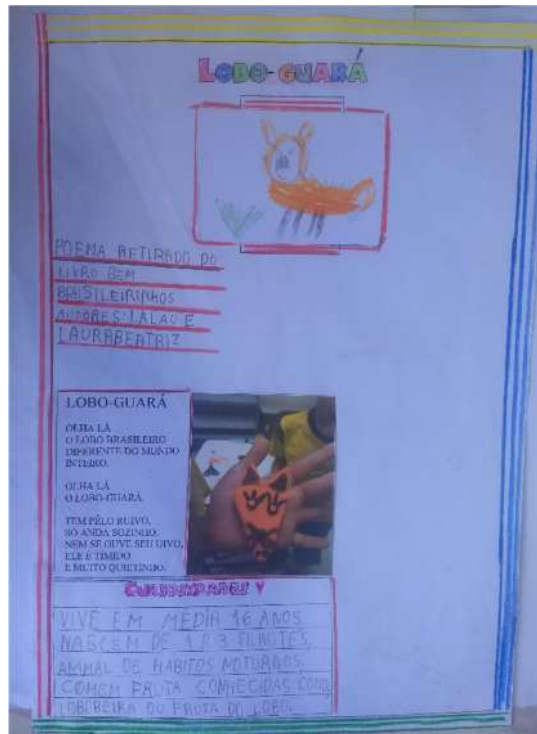 LOBO-GUARÁ
POEMA RETIRADO DO
LIVRO BEM
BRASILEIRINHOS
AUTORES: LALAU E
LAURABEATRIZ
LOBO-GUARÁ
OLHA LÁ
O LOBO BRASILEIRO
DIFERENTE DO MUNDO
INTEIRO.
OLHA LÁ
O LOBO-GUARÁ.
TEM PÊLO RUIVO,
SÓ ANDA SOZINHO,
NEM SE OUVE SEU UIVO,
ELE É TÍMIDO
E MUITO QUIETINHO.
CURIOSIDADES
VIVE EM MÉDIA 16 ANOS
NASCEM DE 1 A 3 FILHOTES,
ANIMAL DE HÁBITOS NOTURNOS,
COMEM FRUTA CONHECIDAS COMO
LOBEBEIRA OU FRUTA DO LOBO.